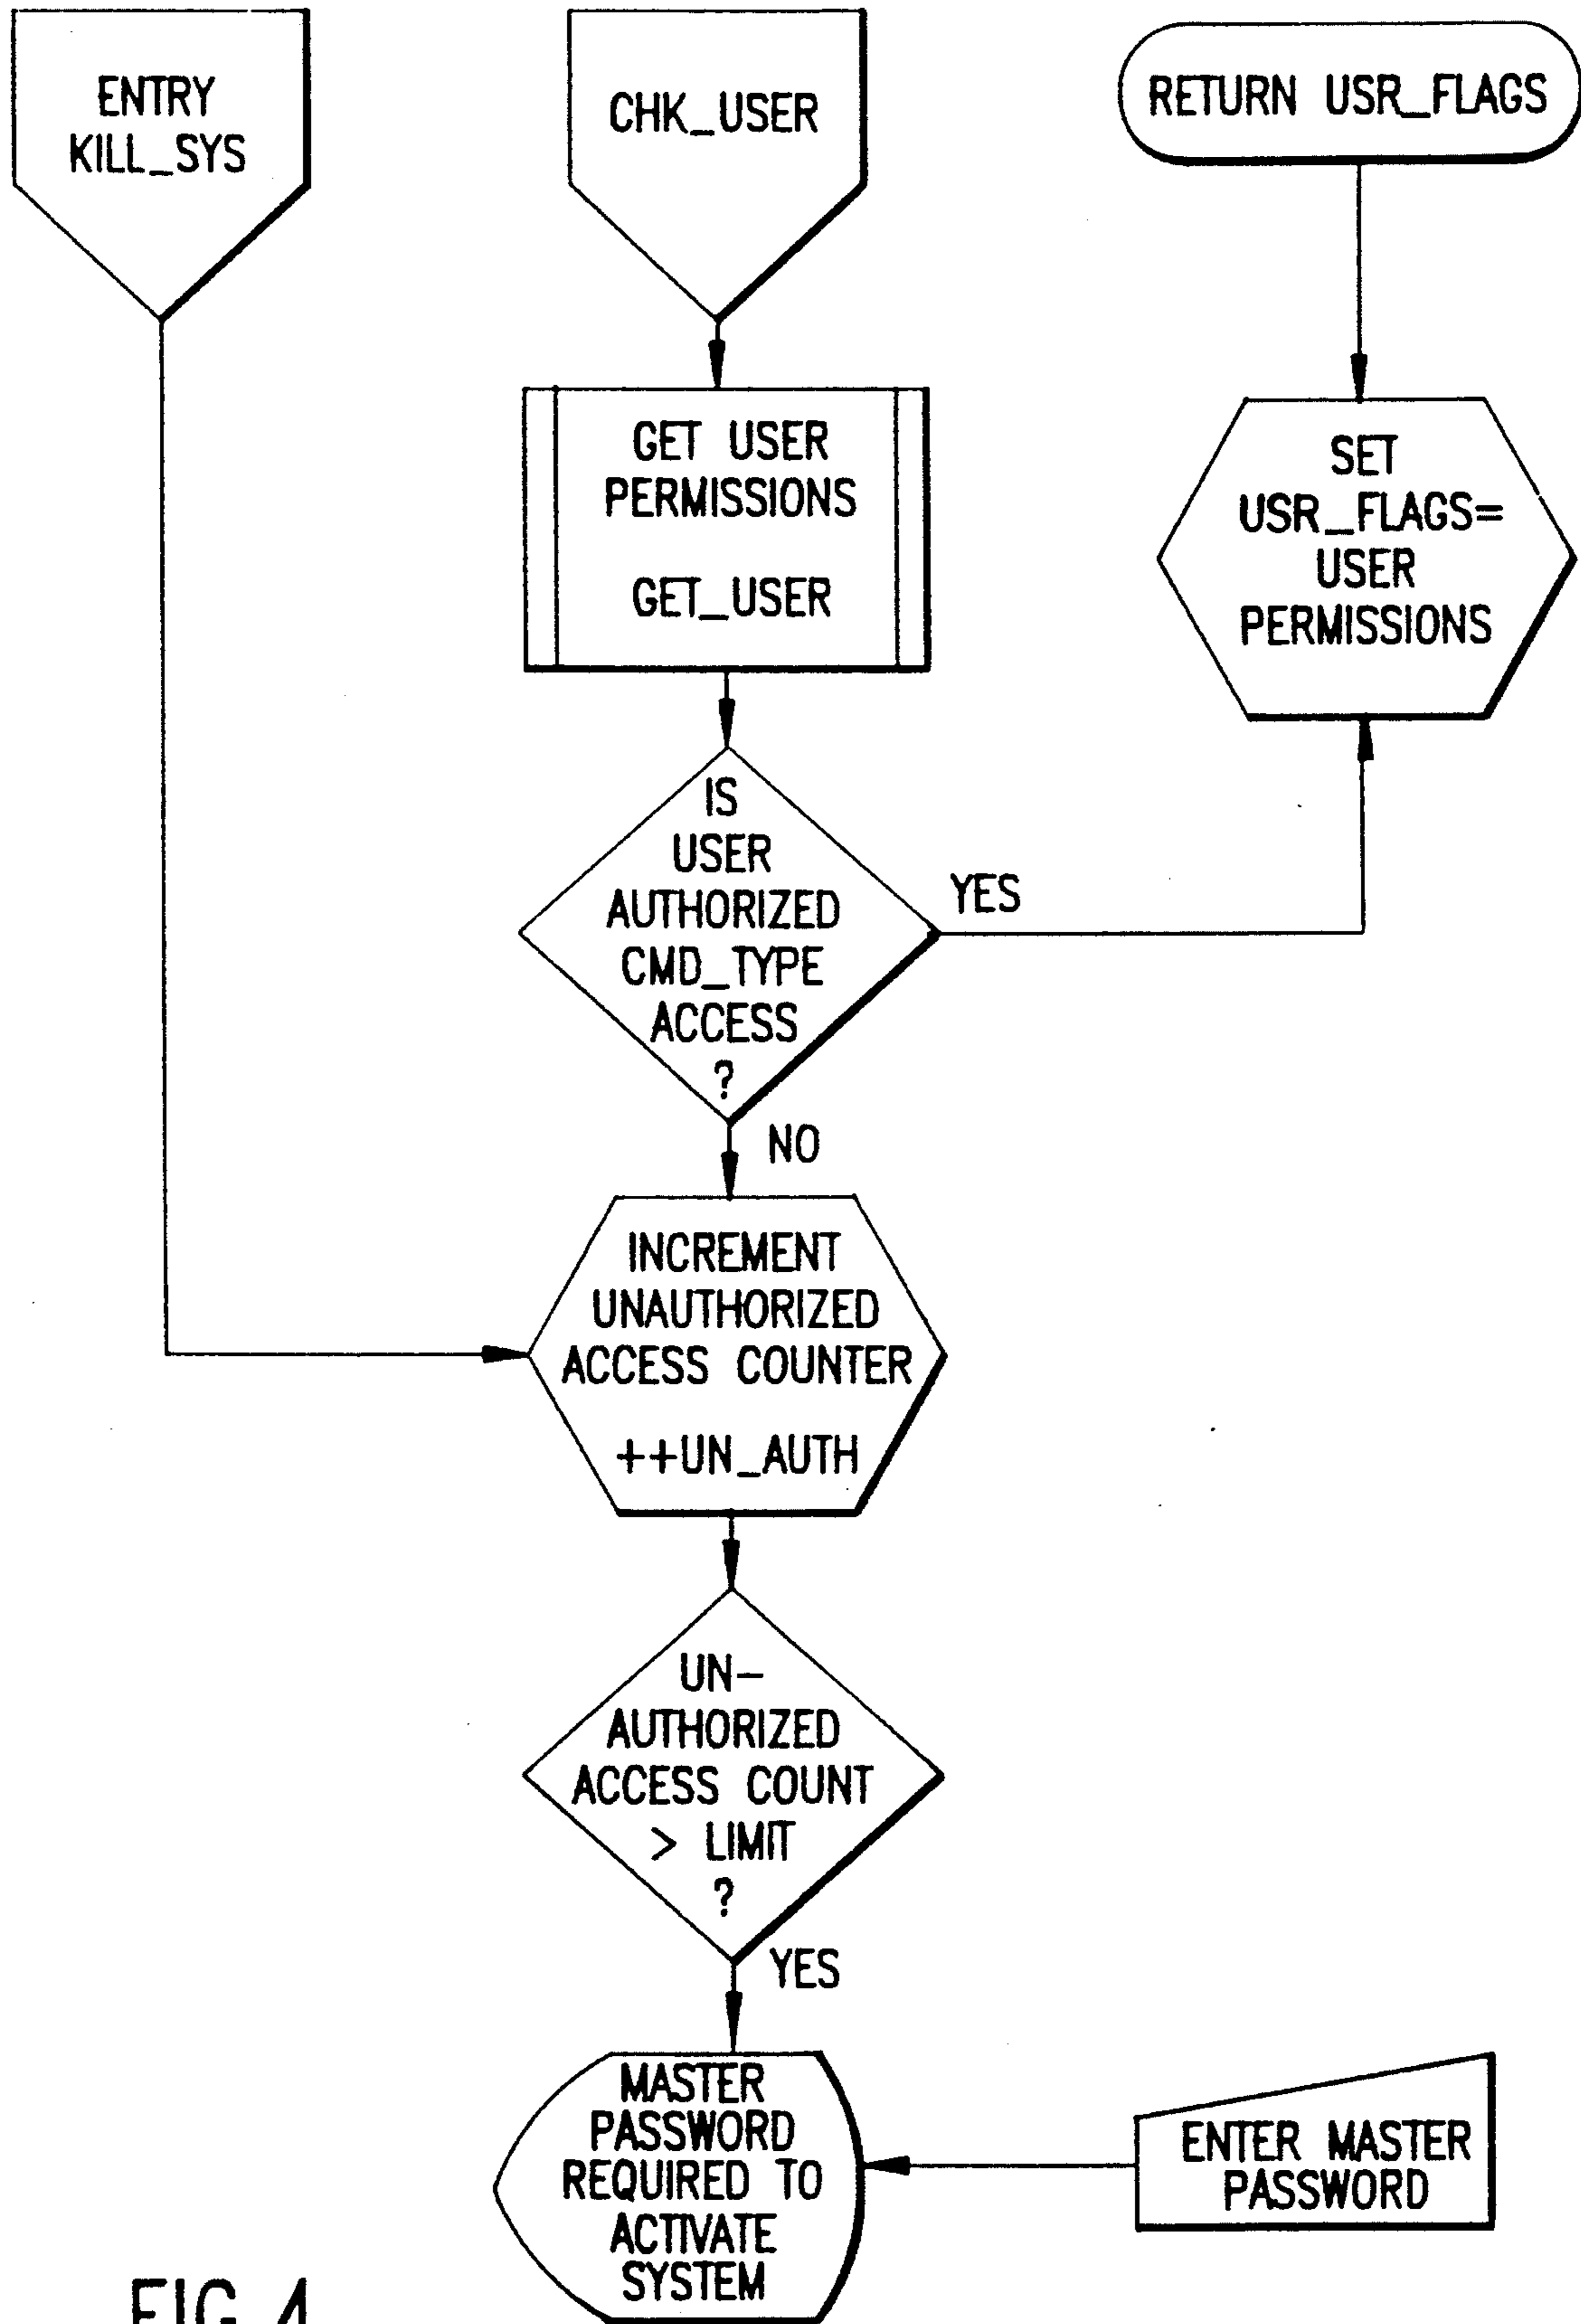 ENTRY
KILL_SYS
CHK_USER
RETURN USR_FLAGS
GET USER
PERMISSIONS
GET_USER
SET
USR_FLAGS=
USER
PERMISSIONS
IS
USER
AUTHORIZED
CMD_TYPE
ACCESS
?
YES
NO
INCREMENT
UNAUTHORIZED
ACCESS COUNTER
++UN_AUTH
UN-
AUTHORIZED
ACCESS COUNT
> LIMIT
?
YES
MASTER
PASSWORD
REQUIRED TO
ACTIVATE
SYSTEM
ENTER MASTER
PASSWORD
FIG. 4